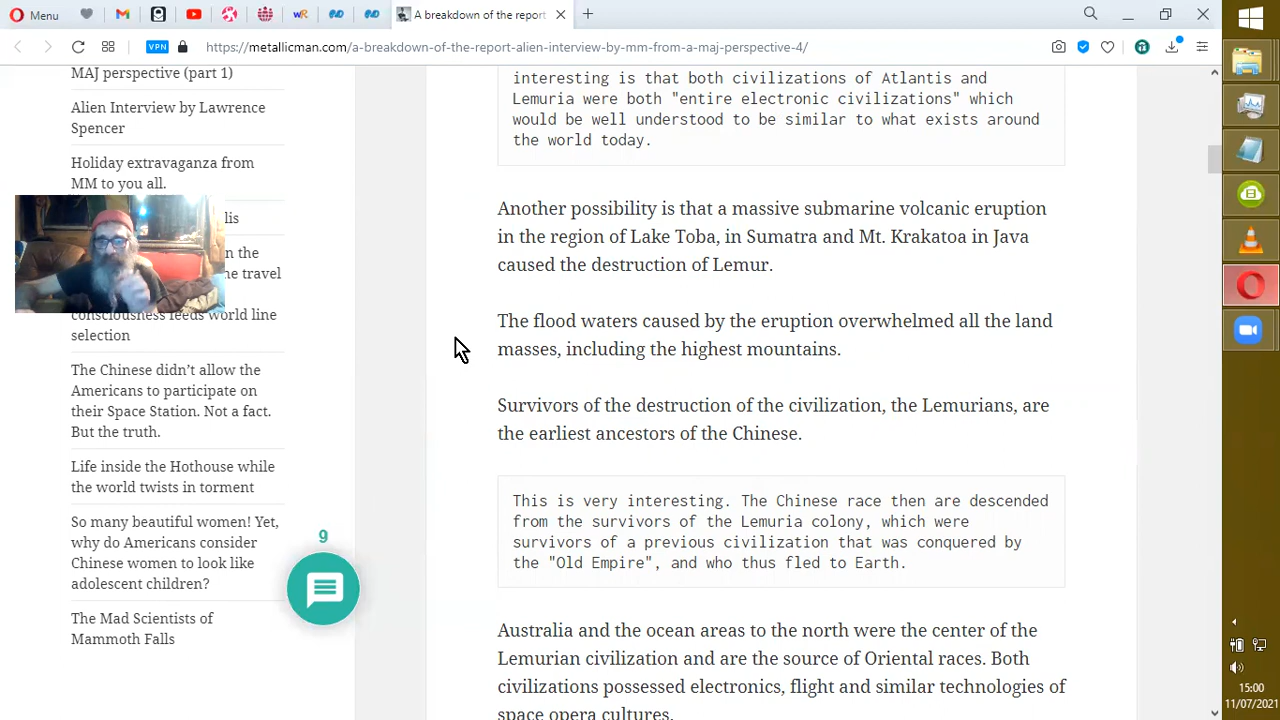 Menu
A breakdown of the report
VPN
https://metallicman.com/a-breakdown-of-the-report-alien-interview-by-mm-from-a-maj-perspective-4/
MAJ perspective (part 1)
Alien Interview by Lawrence
Spencer
Holiday extravaganza from
MM to you all.
lis
n the
he travel
consciousness feeds world line
selection
The Chinese didn’t allow the
Americans to participate on
their Space Station. Not a fact.
But the truth.
Life inside the Hothouse while
the world twists in torment
So many beautiful women! Yet,
why do Americans consider
Chinese women to look like
adolescent children?
The Mad Scientists of
Mammoth Falls
9
interesting is that both civilizations of Atlantis and
Lemuria were both "entire electronic civilizations" which
would be well understood to be similar to what exists around
the world today.
Another possibility is that a massive submarine volcanic eruption
in the region of Lake Toba, in Sumatra and Mt. Krakatoa in Java
caused the destruction of Lemur.
The flood waters caused by the eruption overwhelmed all the land
masses, including the highest mountains.
Survivors of the destruction of the civilization, the Lemurians, are
the earliest ancestors of the Chinese.
This is very interesting. The Chinese race then are descended
from the survivors of the Lemuria colony, which were
survivors of a previous civilization that was conquered by
the "Old Empire", and who thus fled to Earth.
Australia and the ocean areas to the north were the center of the
Lemurian civilization and are the source of Oriental races. Both
civilizations possessed electronics, flight and similar technologies of
space opera cultures.
15:00
11/07/2021